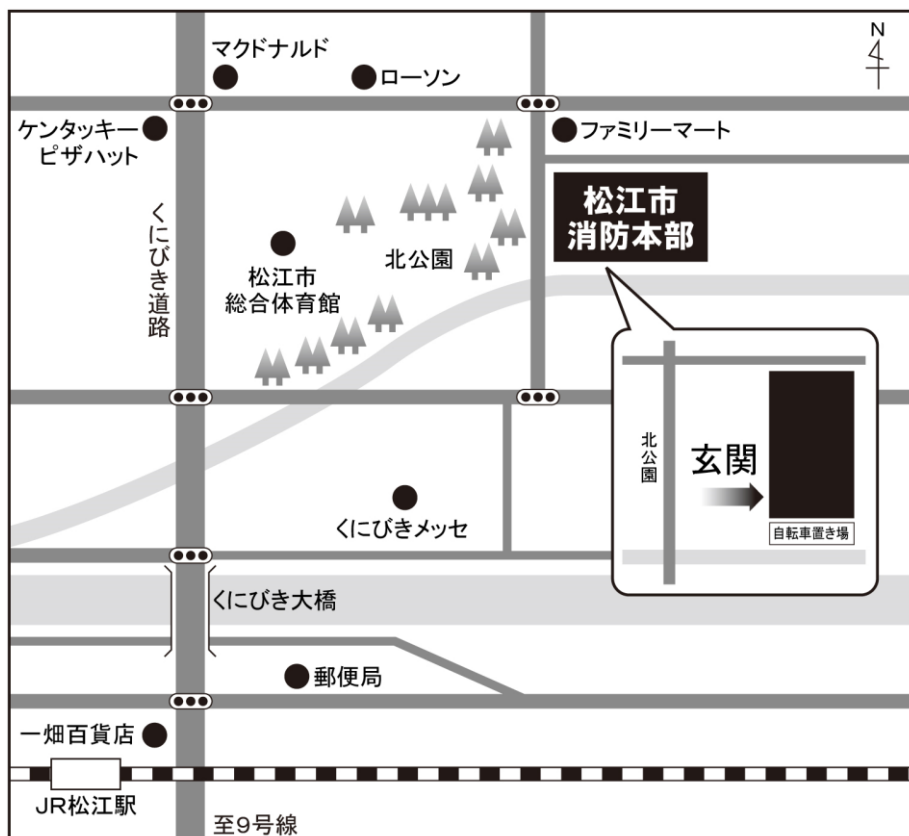 N
マクドナルド
ローソン
ケンタッキー
ピザハット
ファミリーマート
松江市
消防本部
くにびき道路
松江市
総合体育館
北公園
北公園
玄関
自転車置き場
くにびきメッセ
くにびき大橋
郵便局
一畑百貨店
JR松江駅
至9号線